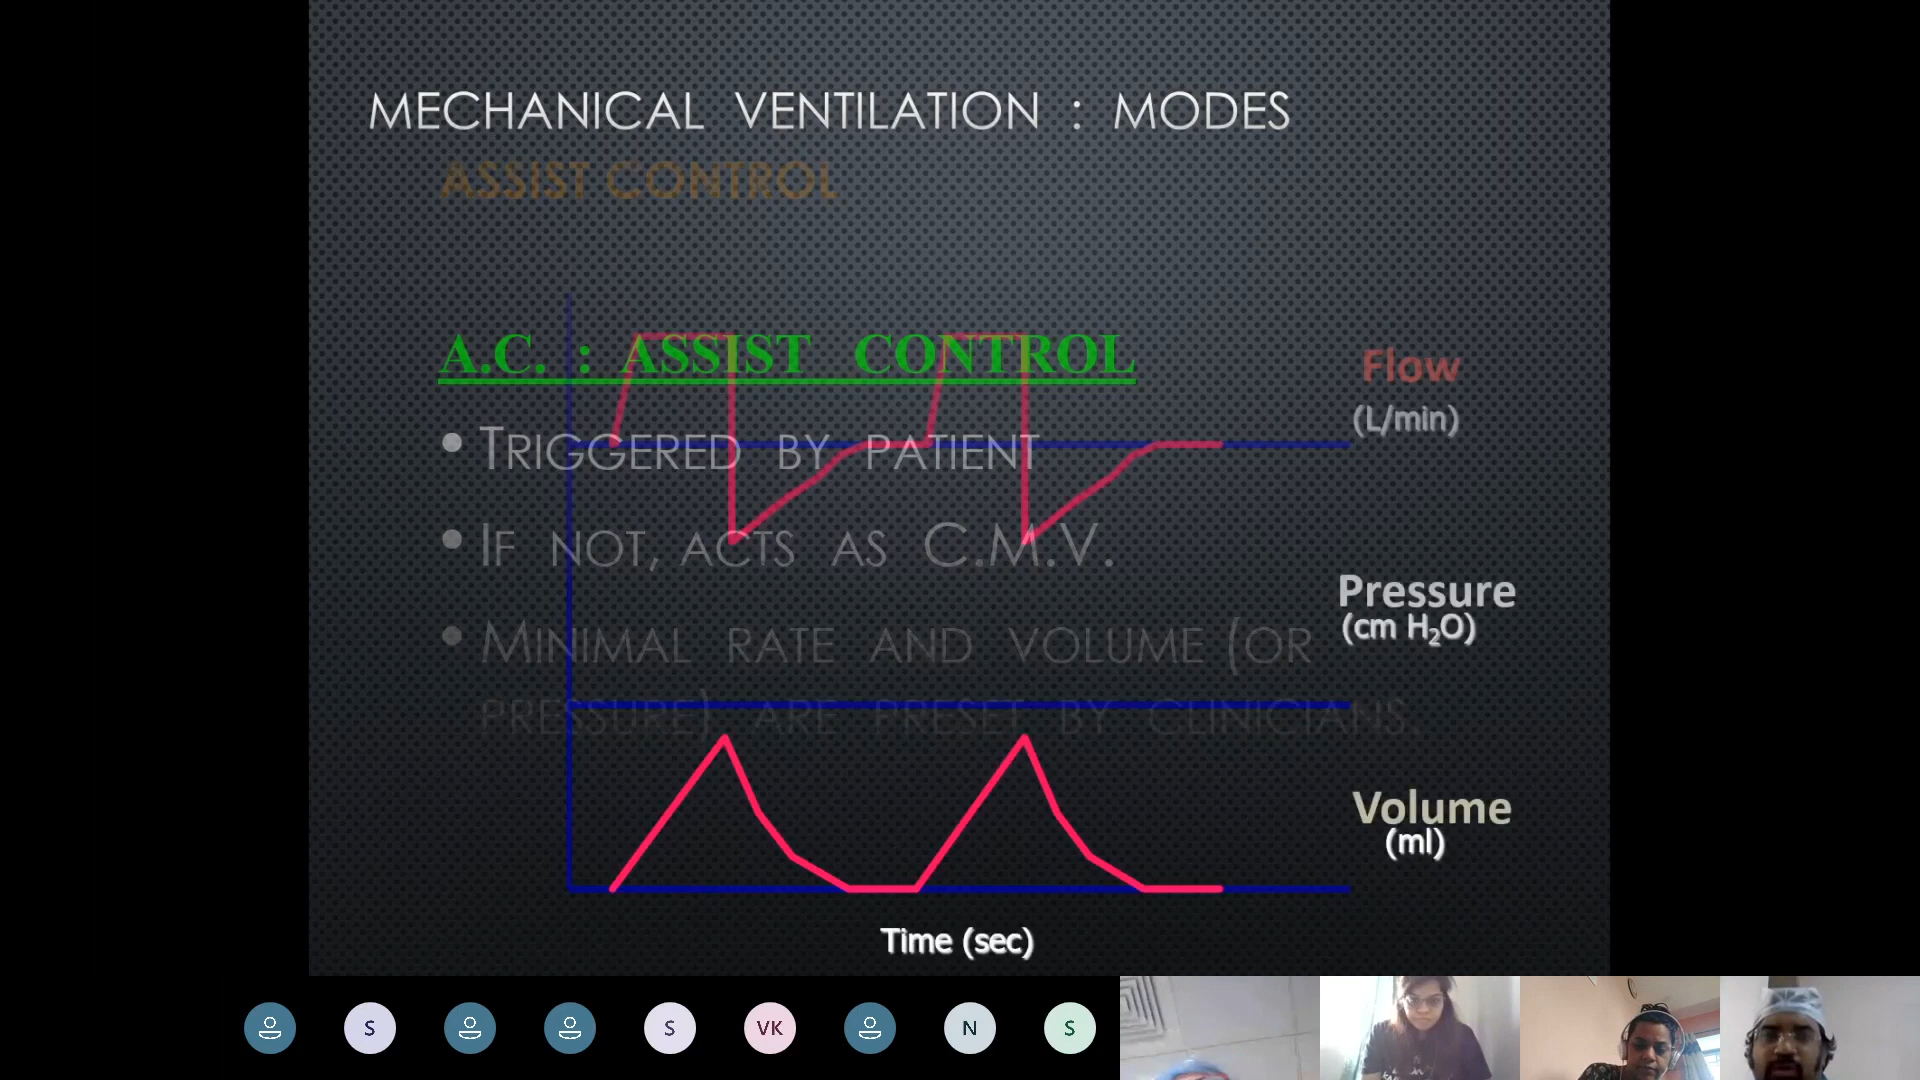 MECHANICAL VENTILATION : MODES
ASSIST CONTROL
A.C. : ASSIST CONTROL
Flow
(L/min)
• TRIGGERED BY PATIENT
• IF NOT, ACTS AS C.M.V.
Pressure
(cm H₂O)
• MINIMAL RATE AND VOLUME (OR
PRESSURE) ARE PRESET BY CLINICIANS
Volume
(ml)
Time (sec)
S
S
VK
N
S